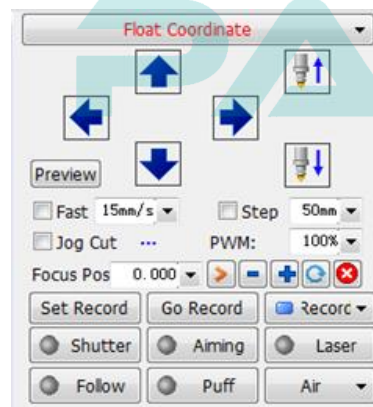 Float Coordinate
Preview
Fast 15mm/s Step 50mm
Jog Cut ... PWM: 100%
Focus Pos 0.000
Set Record Go Record Record
Shutter Aiming Laser
Follow Puff Air